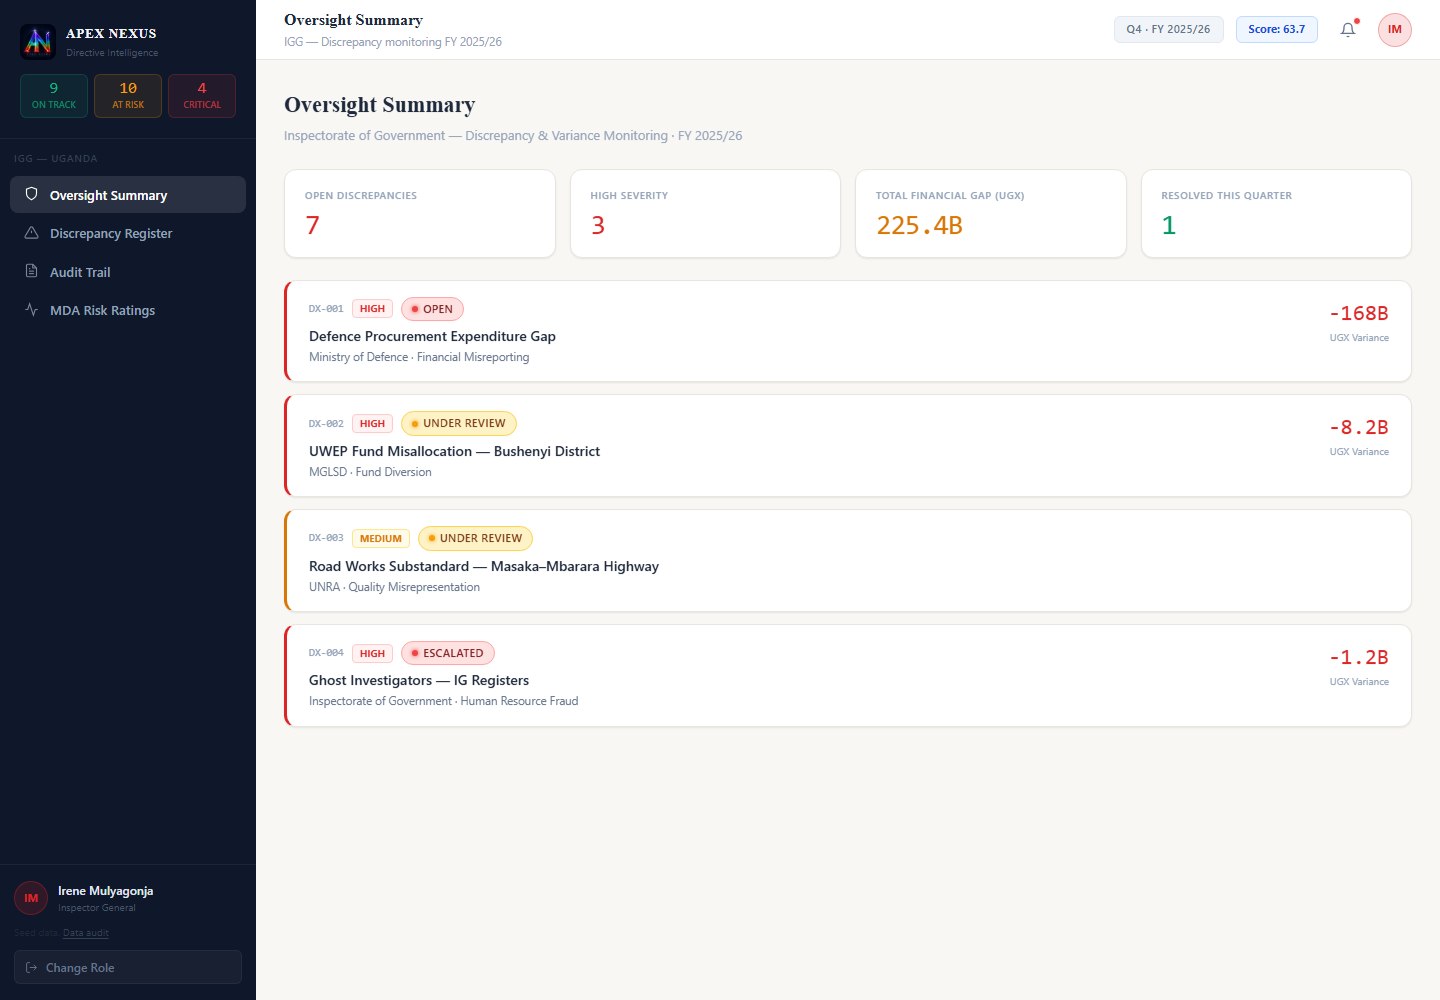 APEX NEXUS
Directive Intelligence
9
ON TRACK
10
AT RISK
4
CRITICAL
IGG — UGANDA
Oversight Summary
Discrepancy Register
Audit Trail
MDA Risk Ratings
IM
Irene Mulyagonja
Inspector General
Seed data. Data audit
Change Role
Oversight Summary
IGG — Discrepancy monitoring FY 2025/26
Q4 · FY 2025/26
Score: 63.7
IM
Oversight Summary
Inspectorate of Government — Discrepancy & Variance Monitoring · FY 2025/26
OPEN DISCREPANCIES
7
HIGH SEVERITY
3
TOTAL FINANCIAL GAP (UGX)
225.4B
RESOLVED THIS QUARTER
1
DX-001 HIGH OPEN
Defence Procurement Expenditure Gap
Ministry of Defence · Financial Misreporting
-168B
UGX Variance
DX-002 HIGH UNDER REVIEW
UWEP Fund Misallocation — Bushenyi District
MGLSD · Fund Diversion
-8.2B
UGX Variance
DX-003 MEDIUM UNDER REVIEW
Road Works Substandard — Masaka–Mbarara Highway
UNRA · Quality Misrepresentation
DX-004 HIGH ESCALATED
Ghost Investigators — IG Registers
Inspectorate of Government · Human Resource Fraud
-1.2B
UGX Variance